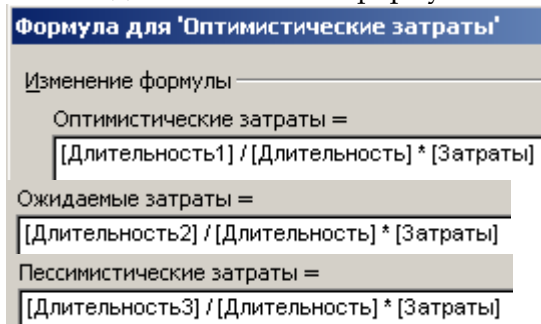 Формула для 'Оптимистические затраты'
Изменение формулы
Оптимистические затраты =
[Длительность1] / [Длительность] * [Затраты]
Ожидаемые затраты =
[Длительность2] / [Длительность] * [Затраты]
Пессимистические затраты =
[Длительность3] / [Длительность] * [Затраты]